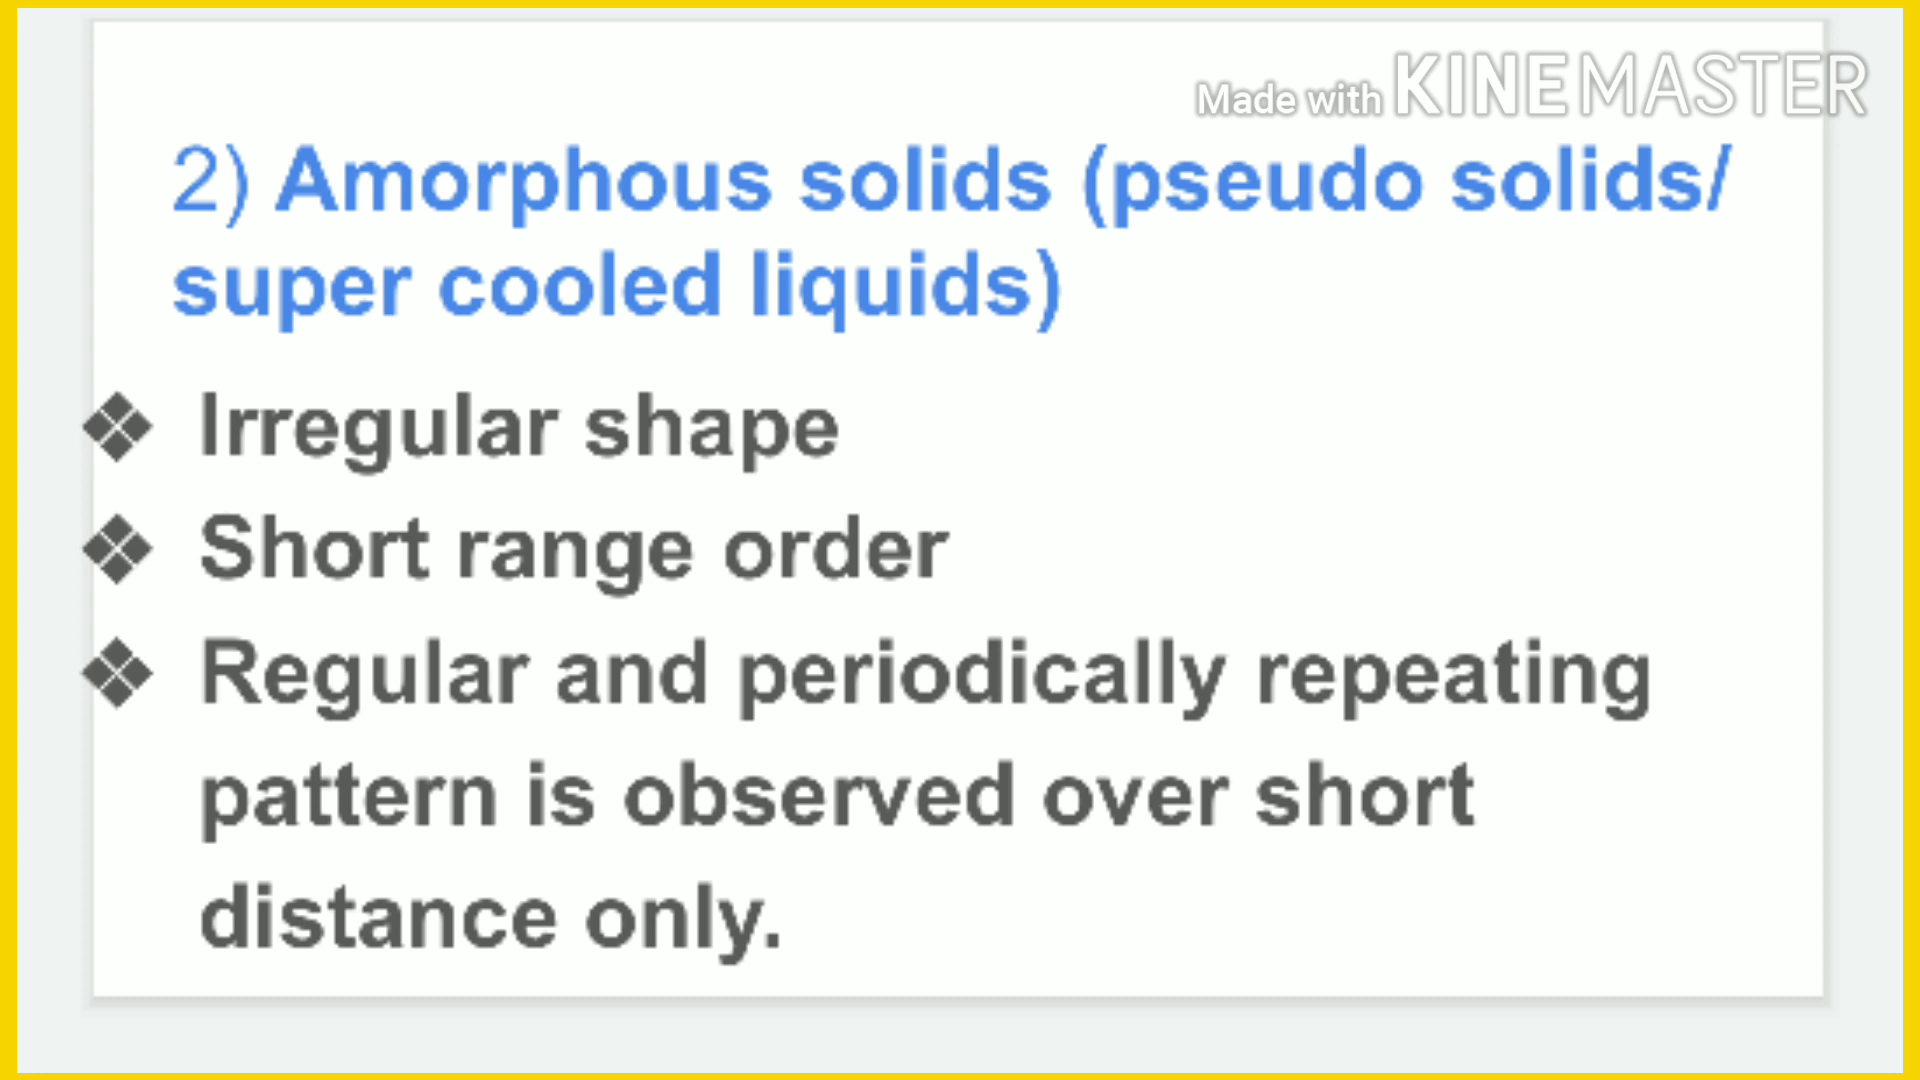 Made with KINEMASTER
2) Amorphous solids (pseudo solids/
super cooled liquids)
❖ Irregular shape
❖ Short range order
❖ Regular and periodically repeating
pattern is observed over short
distance only.